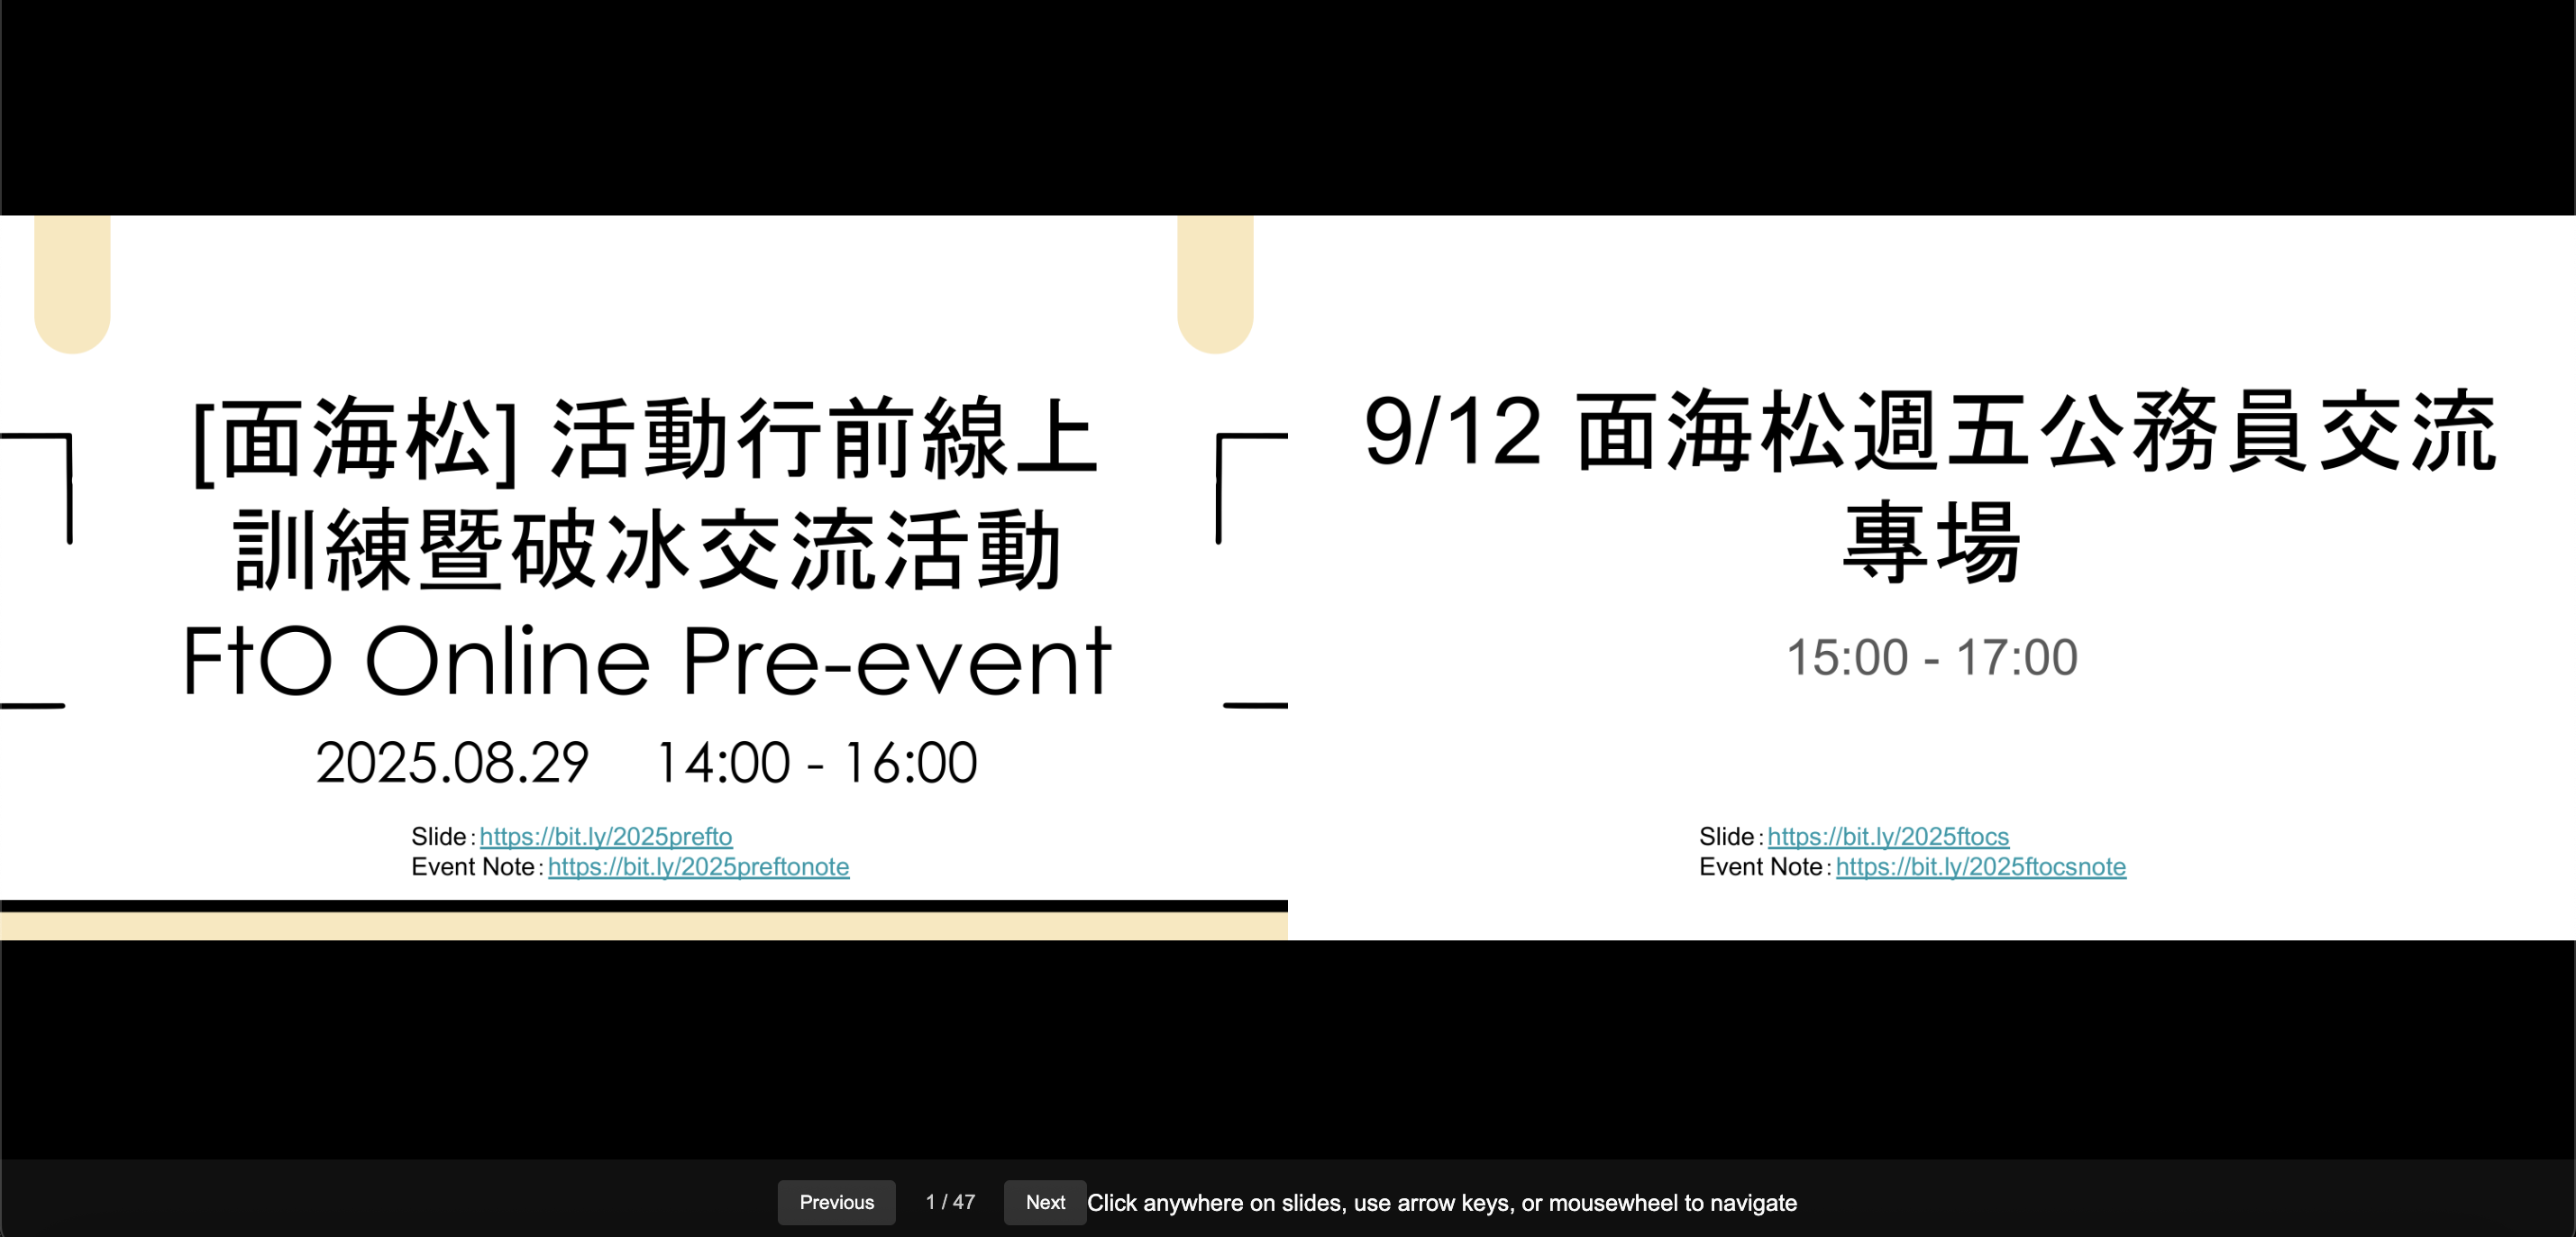 [面海松] 活動行前線上
訓練暨破冰交流活動
FtO Online Pre-event
2025.08.29 14:00 - 16:00
Slide：https://bit.ly/2025prefto
Event Note：https://bit.ly/2025preftonote
9/12 面海松週五公務員交流
專場
15:00 - 17:00
Slide：https://bit.ly/2025ftocs
Event Note：https://bit.ly/2025ftocsnote
Previous 1 / 47 Next Click anywhere on slides, use arrow keys, or mousewheel to navigate